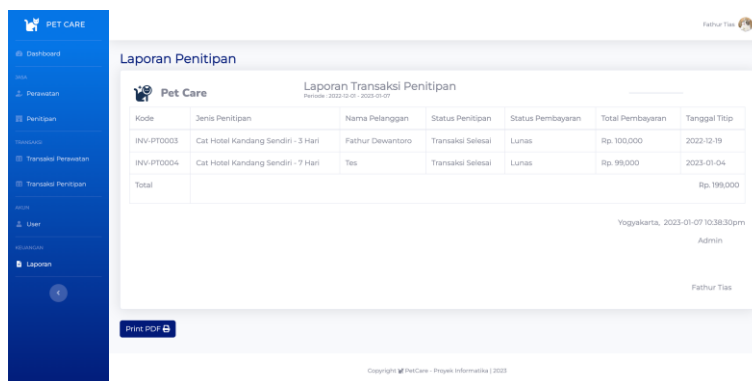 PET CARE
Fathur Tias
Dashboard
JASA
Perawatan
Penitipan
TRANSAKSI
Transaksi Perawatan
Transaksi Penitipan
AKUN
User
KEUANGAN
Laporan
Laporan Penitipan
Pet Care
Laporan Transaksi Penitipan
Periode : 2022-12-01 - 2023-01-07
Kode Jenis Penitipan Nama Pelanggan Status Penitipan Status Pembayaran Total Pembayaran Tanggal Titip
INV-PT0003 Cat Hotel Kandang Sendiri - 3 Hari Fathur Dewantoro Transaksi Selesai Lunas Rp. 100,000 2022-12-19
INV-PT0004 Cat Hotel Kandang Sendiri - 7 Hari Tes Transaksi Selesai Lunas Rp. 99,000 2023-01-04
Total Rp. 199,000
Yogyakarta, 2023-01-07 10:38:30pm
Admin
Fathur Tias
Print PDF
Copyright PetCare - Proyek Informatika | 2023